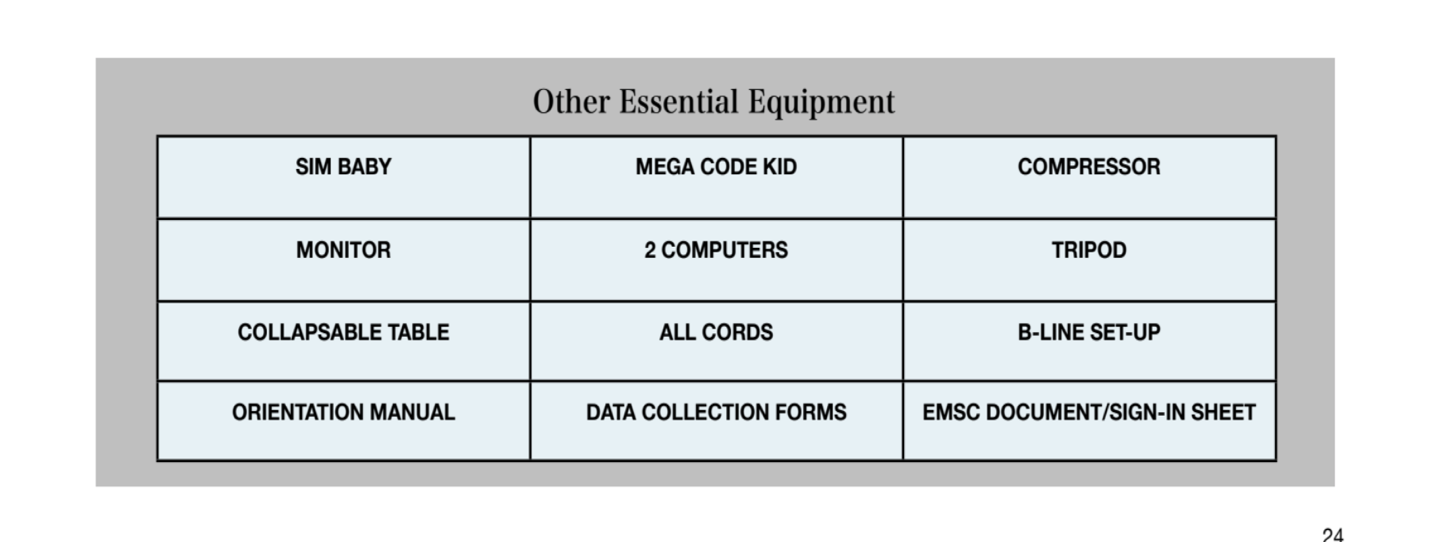 Other Essential Equipment
SIM BABY MEGA CODE KID COMPRESSOR
MONITOR 2 COMPUTERS TRIPOD
COLLAPSABLE TABLE ALL CORDS B-LINE SET-UP
ORIENTATION MANUAL DATA COLLECTION FORMS EMSC DOCUMENT/SIGN-IN SHEET
24